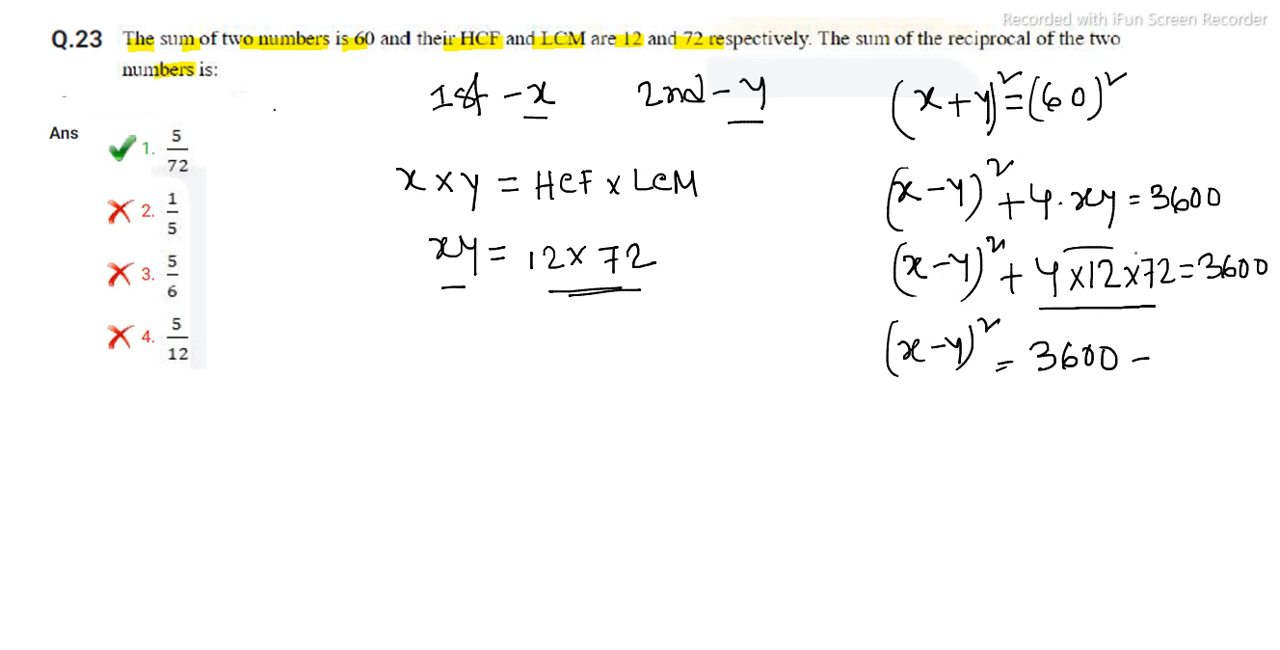 Recorded with iFun Screen Recorder
Q.23 The sum of two numbers is 60 and their HCF and LCM are 12 and 72 respectively. The sum of the reciprocal of the two
numbers is:
1st - x 2nd - y
(x+y)² = (60)²
Ans
1. 5/72
2. 1/5
3. 5/6
4. 5/12
x × y = HCF × LCM
xy = 12 × 72
(x-y)² + 4.xy = 3600
(x-y)² + 4×12×72 = 3600
(x-y)² = 3600 -